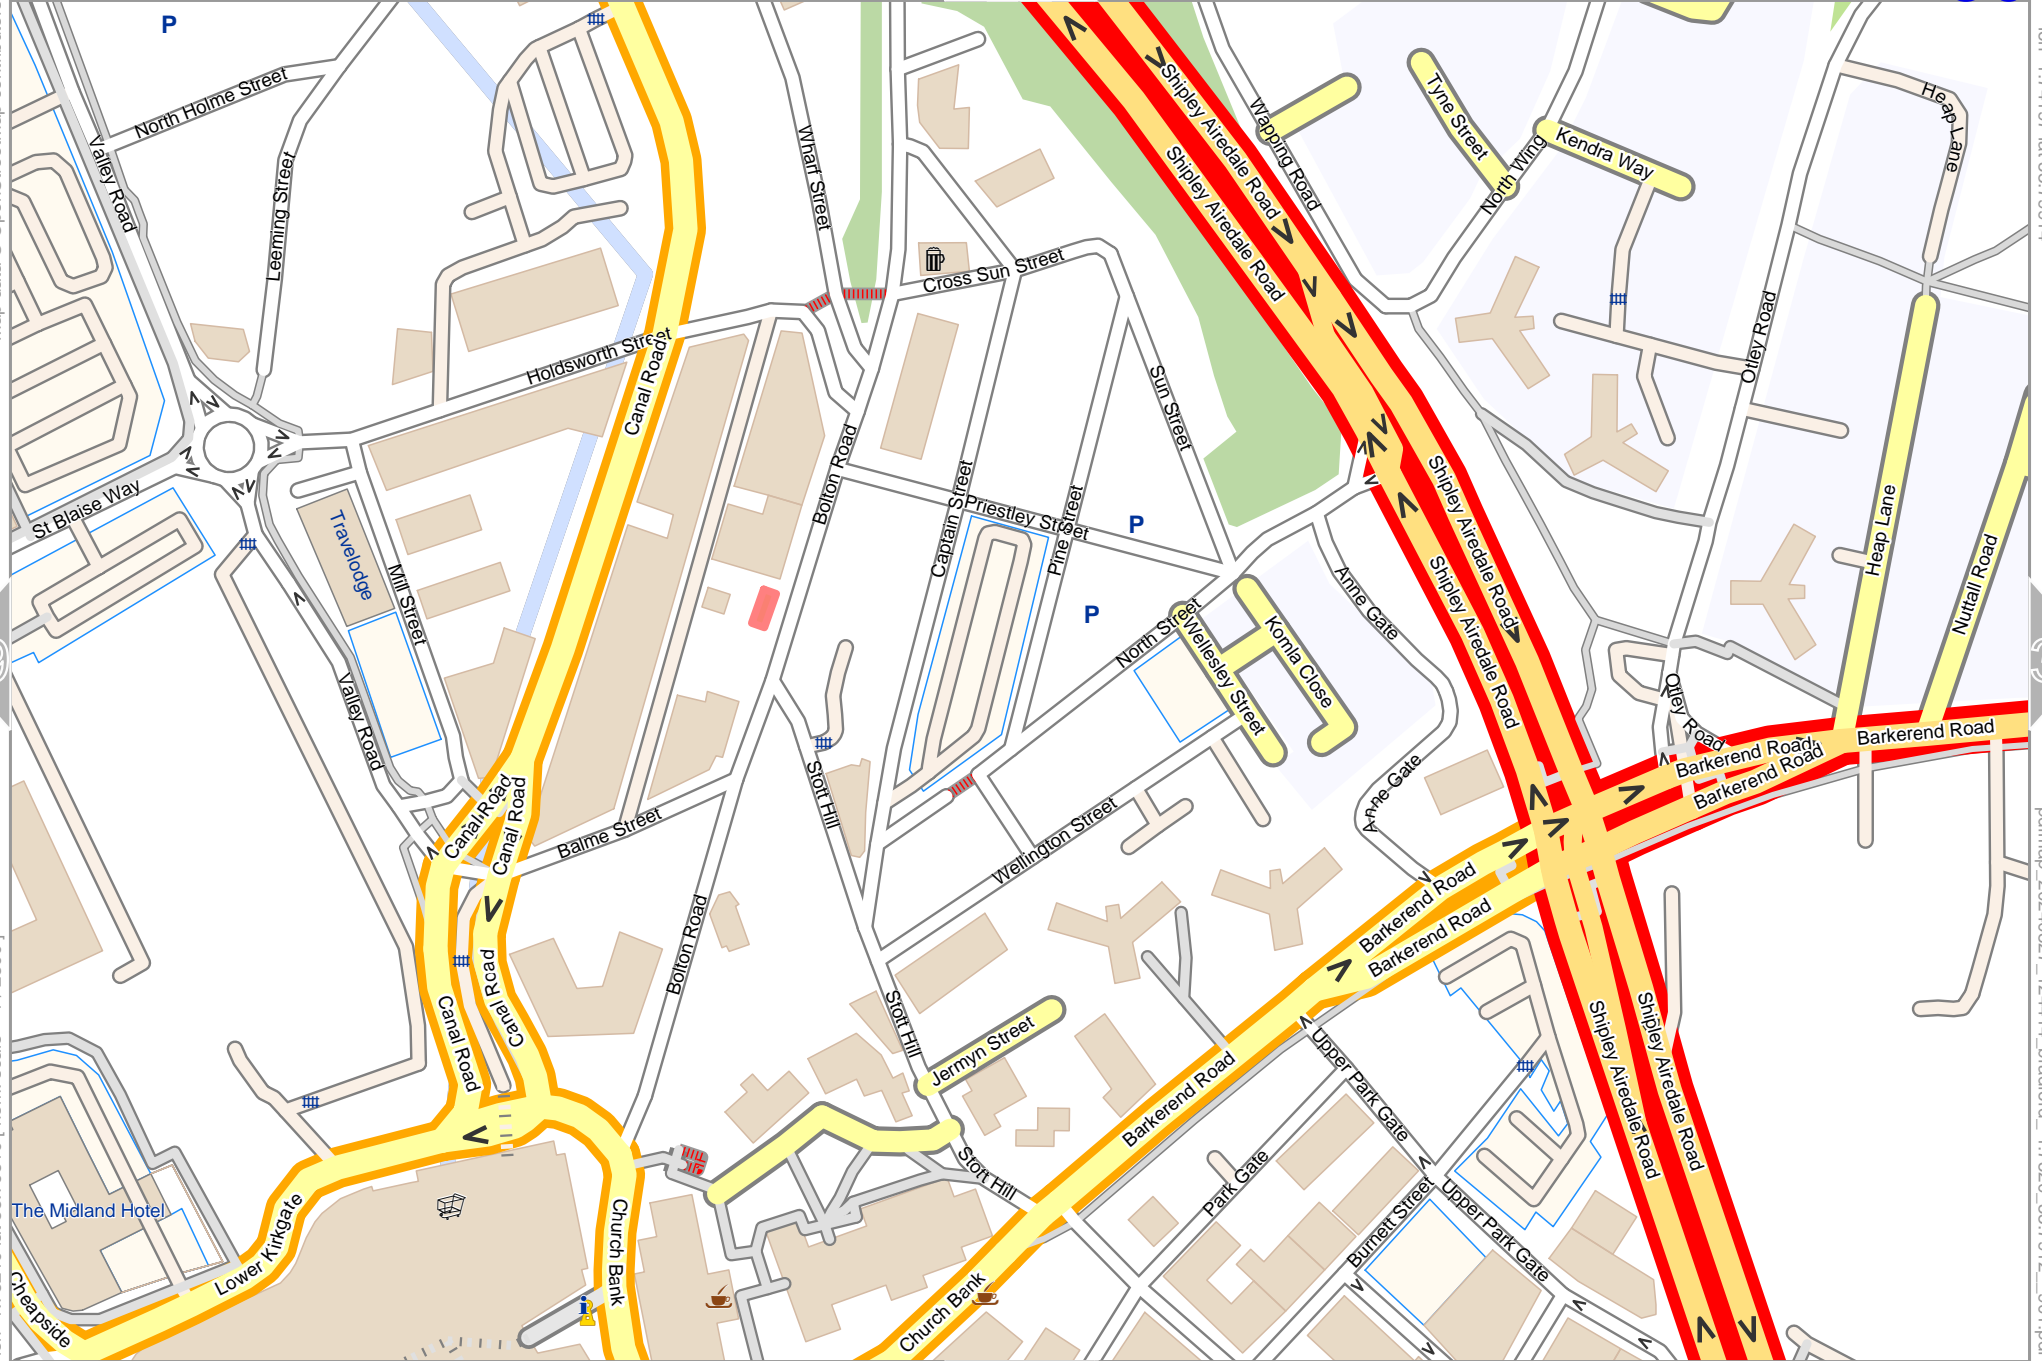 P
North Holme Street
Valley Road
Leeming Street
Wharf Street
Cross Sun Street
Holdsworth Street
Canal Road
Shipley Airedale Road
Shipley Airedale Road
Wapping Road
Tyne Street
North Wing
Kendra Way
Heap Lane
Otley Road
Sun Street
Bolton Road
Captain Street
Priestley Street
Pine Street
P
P
St Blaise Way
Travelodge
Mill Street
Valley Road
North Street
Wellesley Street
Komla Close
Anne Gate
Anne Gate
Shipley Airedale Road
Shipley Airedale Road
Heap Lane
Nuttall Road
Otley Road
Barkerend Road
Barkerend Road
Barkerend Road
Canal Road
Canal Road
Balme Street
Stott Hill
Wellington Street
Bolton Road
Barkerend Road
Barkerend Road
Canal Road
Canal Road
Stott Hill
Jermyn Street
Barkerend Road
Upper Park Gate
Shipley Airedale Road
Shipley Airedale Road
Stott Hill
Park Gate
Burnett Street
Upper Park Gate
The Midland Hotel
Lower Kirkgate
Cheapside
Church Bank
Church Bank